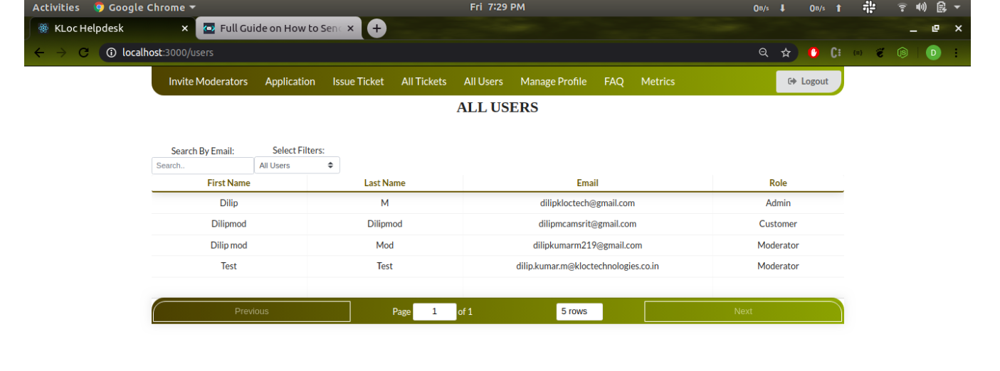 Activities Google Chrome Fri 7:29 PM 0B/s 0B/s
KLoc Helpdesk × Full Guide on How to Send × +
localhost:3000/users
Invite Moderators Application Issue Ticket All Tickets All Users Manage Profile FAQ Metrics Logout
ALL USERS
Search By Email: Select Filters:
Search.. All Users
First Name Last Name Email Role
Dilip M dilipkloctech@gmail.com Admin
Dilipmod Dilipmod dilipmcamsrit@gmail.com Customer
Dilip mod Mod dilipkumarm219@gmail.com Moderator
Test Test dilip.kumar.m@kloctechnologies.co.in Moderator
Previous Page 1 of 1 5 rows Next